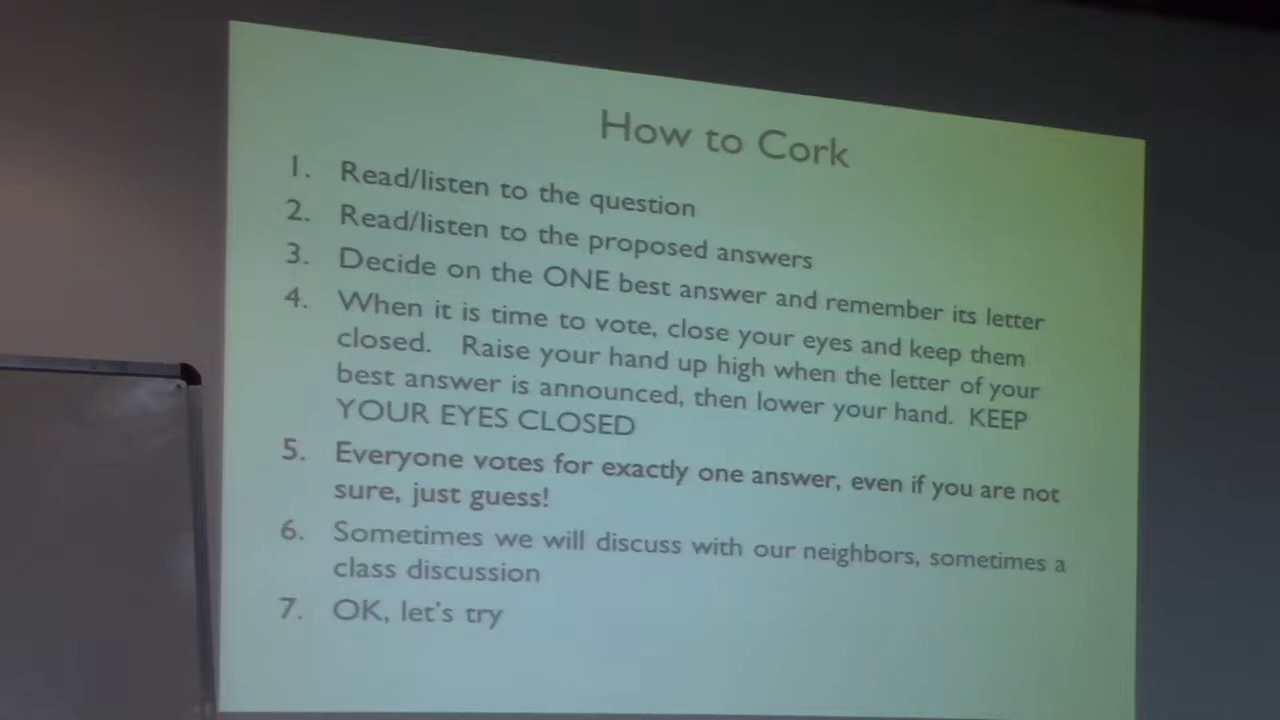 How to Cork
1. Read/listen to the question
2. Read/listen to the proposed answers
3. Decide on the ONE best answer and remember its letter
4. When it is time to vote, close your eyes and keep them
closed. Raise your hand up high when the letter of your
best answer is announced, then lower your hand. KEEP
YOUR EYES CLOSED
5. Everyone votes for exactly one answer, even if you are not
sure, just guess!
6. Sometimes we will discuss with our neighbors, sometimes a
class discussion
7. OK, let's try